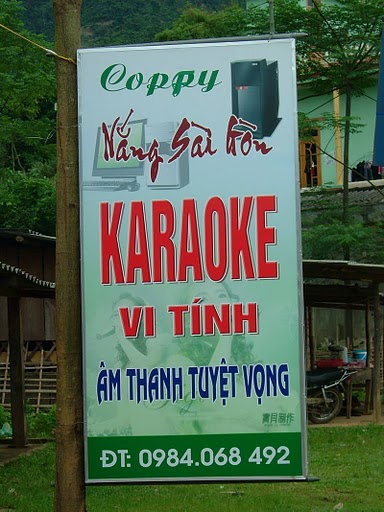 Coppy
Nắng Sài Gòn
KARAOKE
VI TÍNH
ÂM THANH TUYỆT VỌNG
ĐT: 0984.068 492